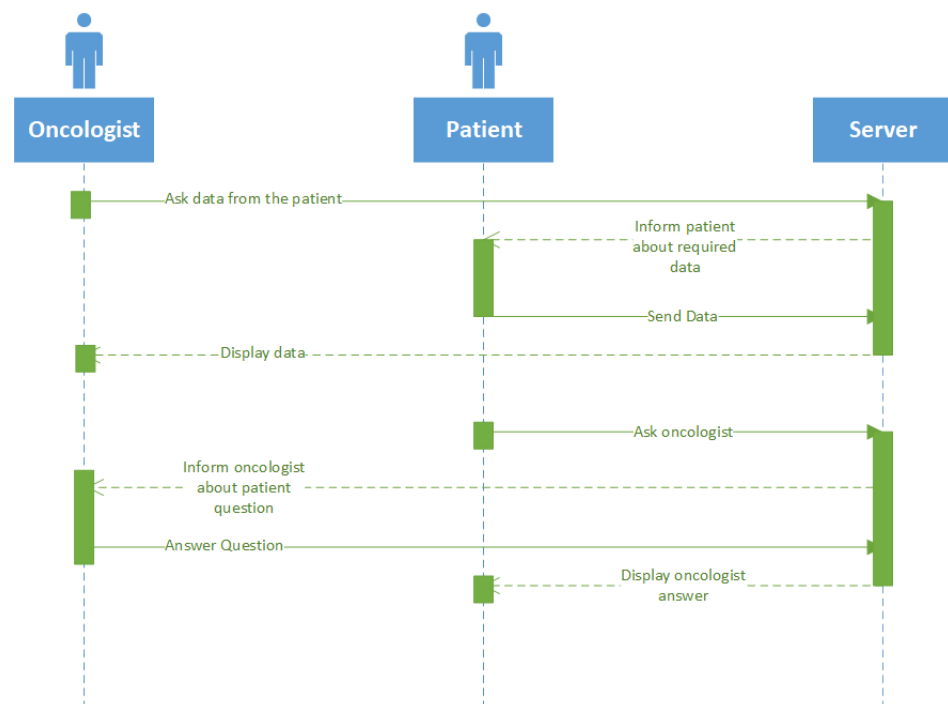 Oncologist
Patient
Server
Ask data from the patient
Inform patient
about required
data
Send Data
Display data
Ask oncologist
Inform oncologist
about patient
question
Answer Question
Display oncologist
answer